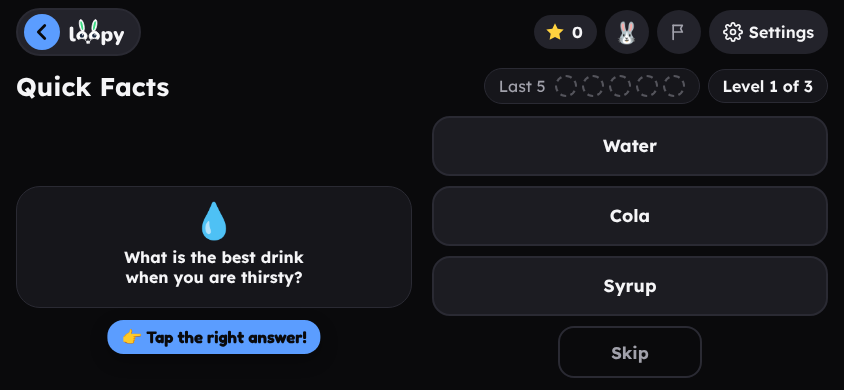 loopy
0
Settings
Quick Facts
Last 5
Level 1 of 3
What is the best drink
when you are thirsty?
Tap the right answer!
Water
Cola
Syrup
Skip